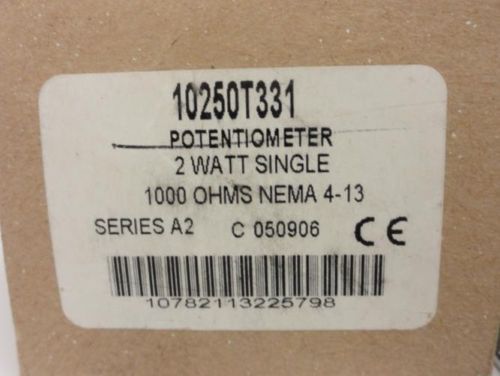 10250T331
POTENTIOMETER
2 WATT SINGLE
1000 OHMS NEMA 4-13
SERIES A2 C 050906 CE
10782113225798